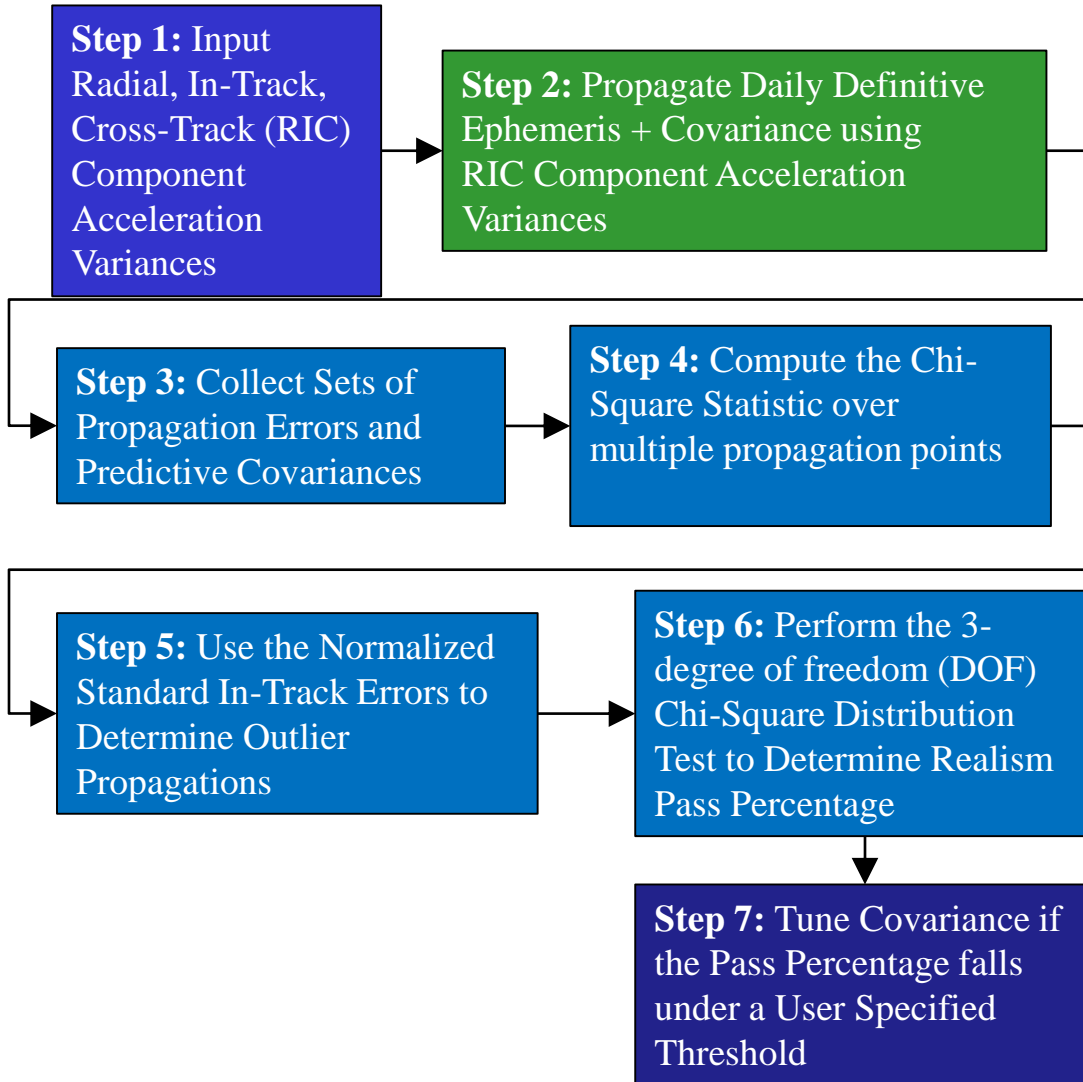 Step 1: Input
Radial, In-Track,
Cross-Track (RIC)
Component
Acceleration
Variances
Step 2: Propagate Daily Definitive
Ephemeris + Covariance using
RIC Component Acceleration
Variances
Step 3: Collect Sets of
Propagation Errors and
Predictive Covariances
Step 4: Compute the Chi-
Square Statistic over
multiple propagation points
Step 5: Use the Normalized
Standard In-Track Errors to
Determine Outlier
Propagations
Step 6: Perform the 3-
degree of freedom (DOF)
Chi-Square Distribution
Test to Determine Realism
Pass Percentage
Step 7: Tune Covariance if
the Pass Percentage falls
under a User Specified
Threshold